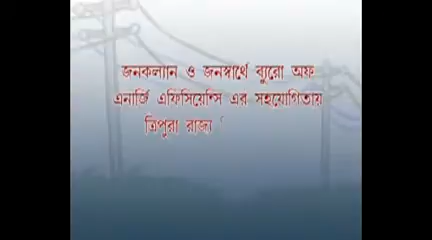 জনকল্যান ও জনস্বার্থে ব্যুরো অফ
এনার্জি এফিসিয়েন্সি এর সহযোগিতায়
ত্রিপুরা রাজ্য